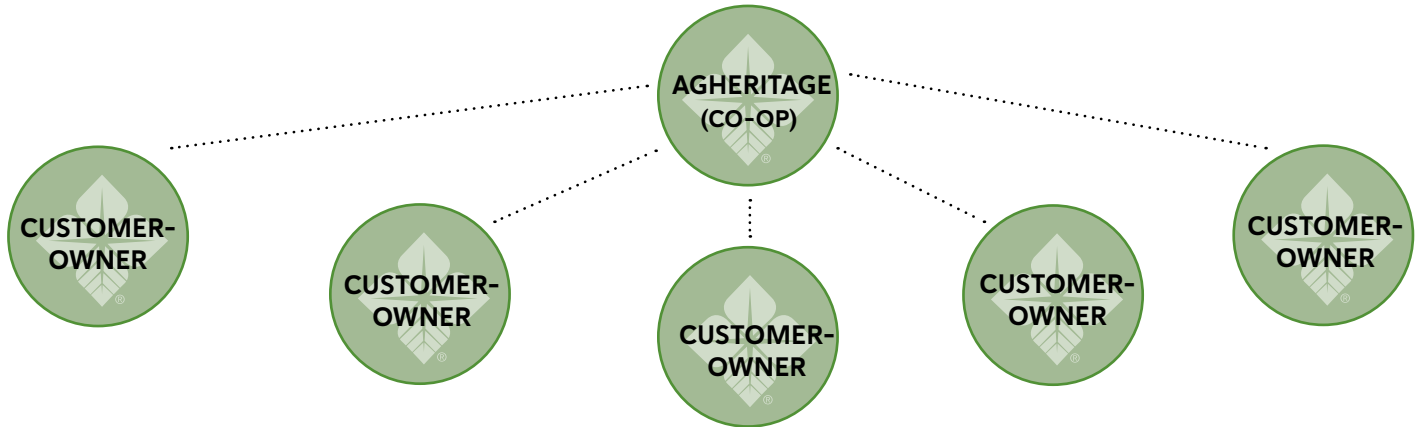 AGHERITAGE
(CO-OP)
®
CUSTOMER-
OWNER
®
CUSTOMER-
OWNER
®
CUSTOMER-
OWNER
®
CUSTOMER-
OWNER
®
CUSTOMER-
OWNER
®